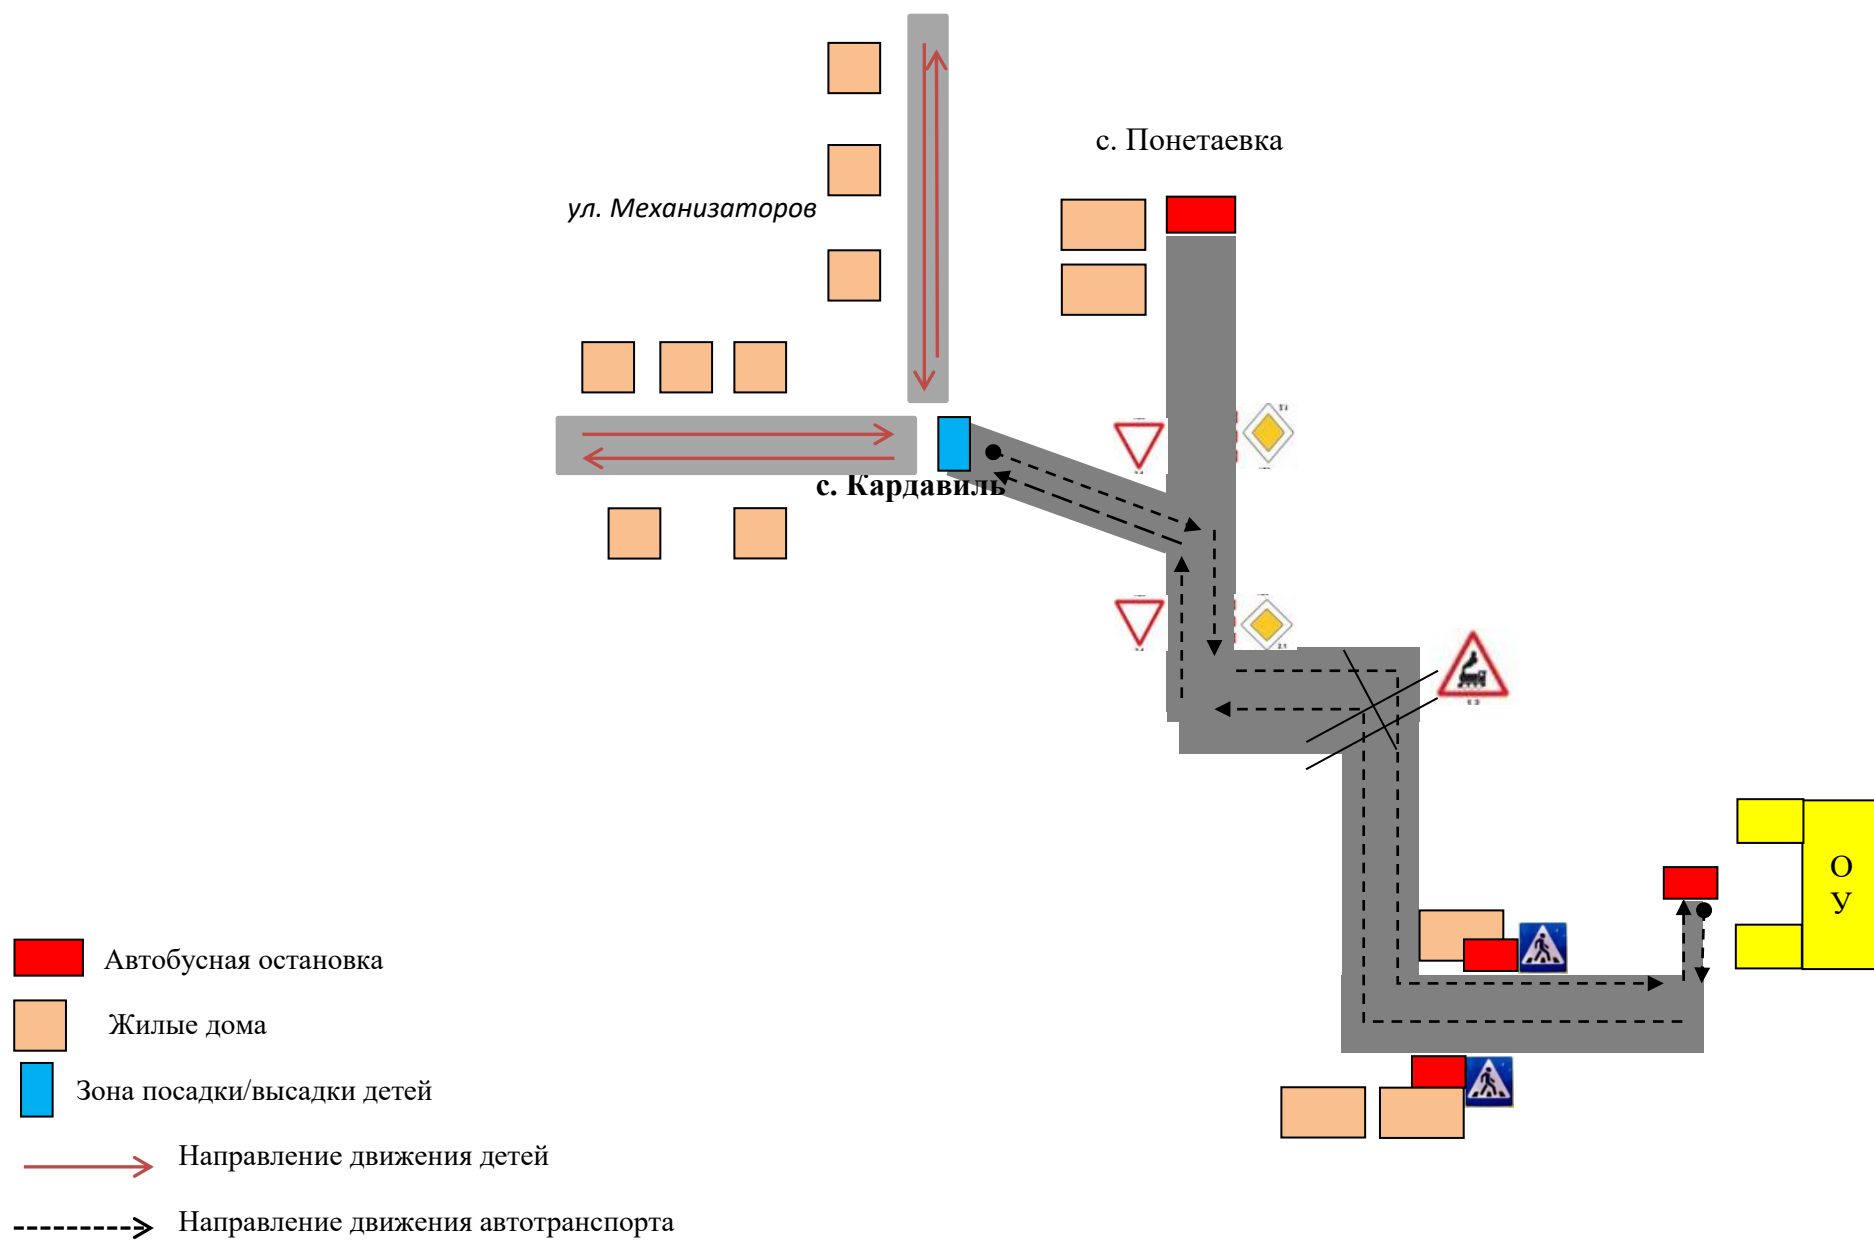 с. Понетаевка
ул. Механизаторов
с. Кардавиль
О
У
Автобусная остановка
Жилые дома
Зона посадки/высадки детей
Направление движения детей
Направление движения автотранспорта